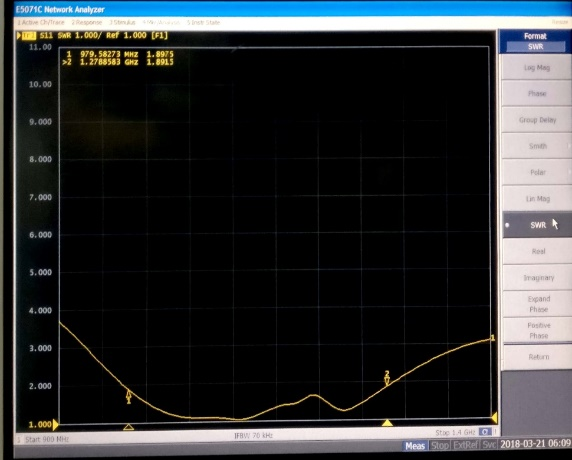 E5071C Network Analyzer
1 Active Ch/Trace 2 Response 3 Stimulus 4 Mkr/Analysis 5 Instr State
Tr1 S11 SWR 1.000/ Ref 1.000 [F1]
11.00
10.00
9.000
8.000
7.000
6.000
5.000
4.000
3.000
2.000
1.000
1 979.58273 MHz 1.8975
>2 1.2788583 GHz 1.8915
1
2
1
1 Start 900 MHz
IFBW 70 kHz
Stop 1.4 GHz
Format
SWR
Log Mag
Phase
Group Delay
Smith
Polar
Lin Mag
SWR
Real
Imaginary
Expand
Phase
Positive
Phase
Return
Meas Stop ExtRef Svc 2018-03-21 06:09